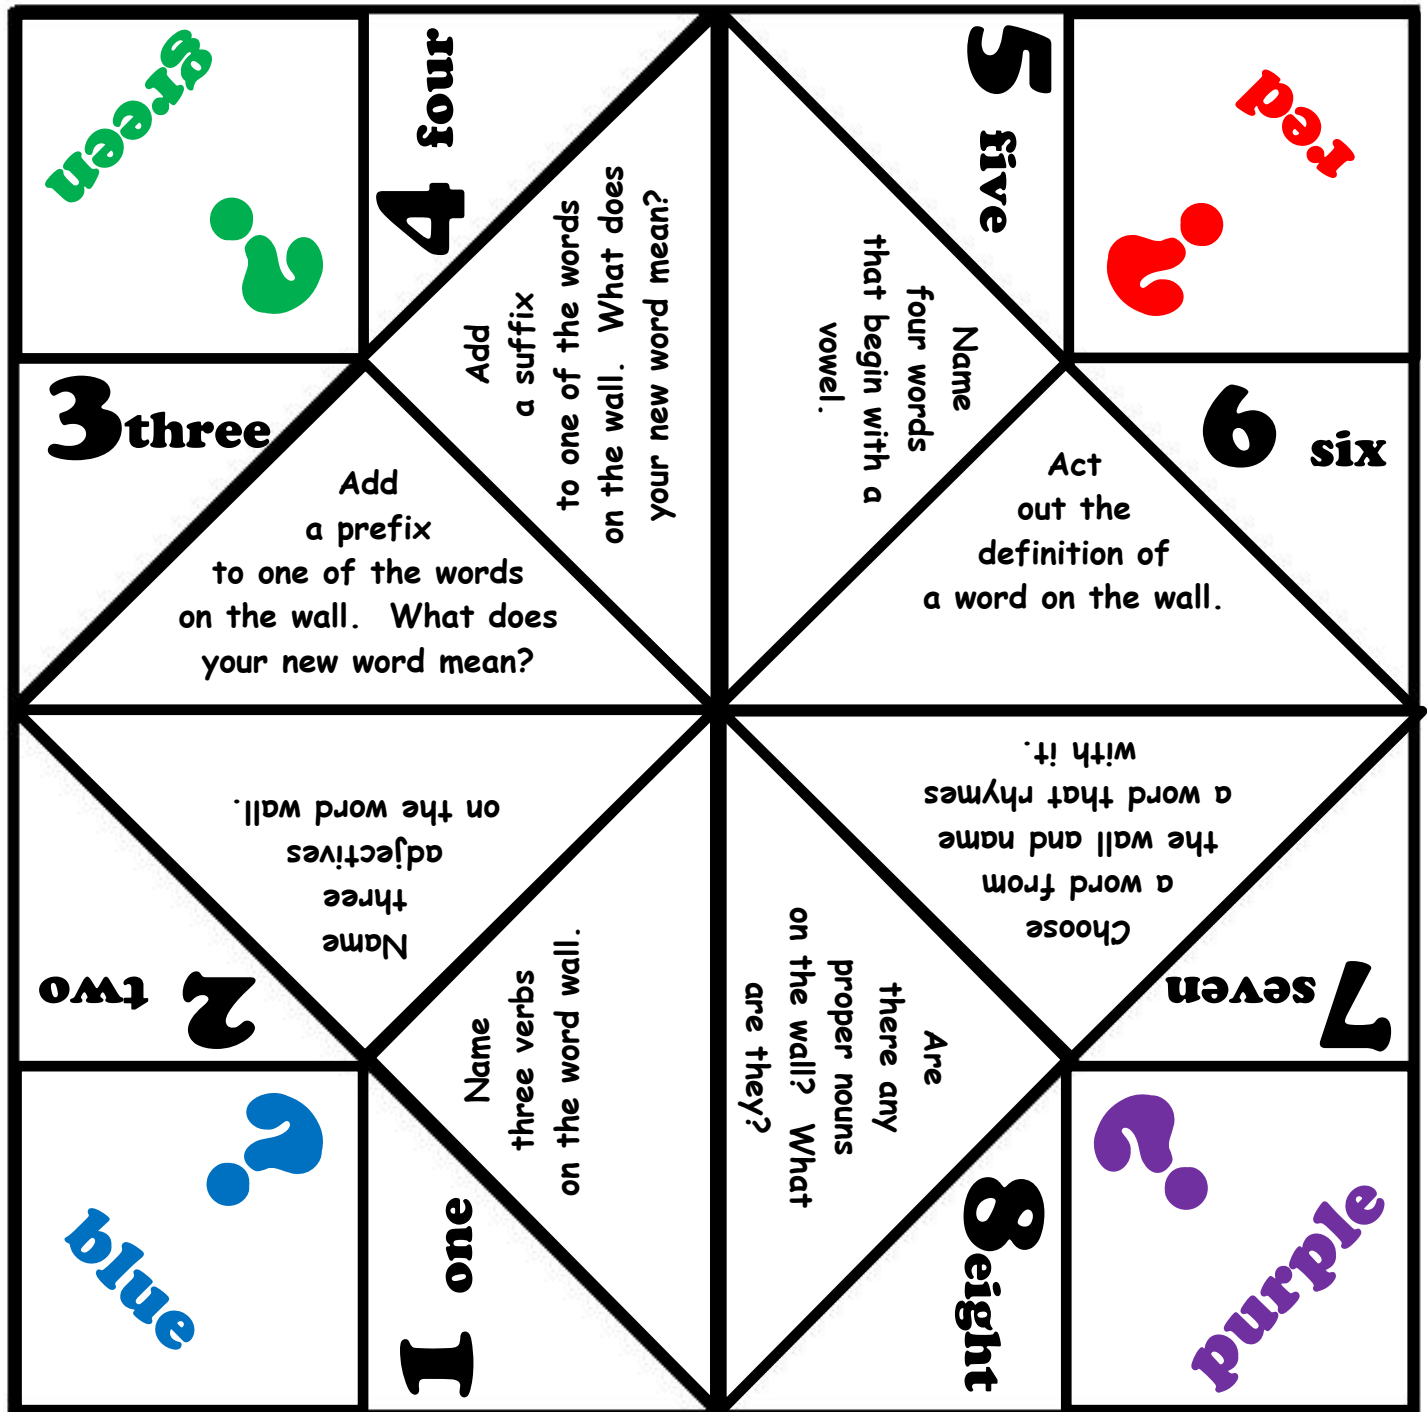 green
?
4 four
5 five
red
?
3 three
Add
a suffix
to one of the words
on the wall.  What does
your new word mean?
Name
four words
that begin with a
vowel.
6 six
Add
a prefix
to one of the words
on the wall.  What does
your new word mean?
Act
out the
definition of
a word on the wall.
2 two
Name
three
adjectives
on the word wall.
Choose
a word from
the wall and name
a word that rhymes
with it.
7 seven
blue
?
1 one
Name
three verbs
on the word wall.
Are
there any
proper nouns
on the wall?  What
are they?
8 eight
purple
?